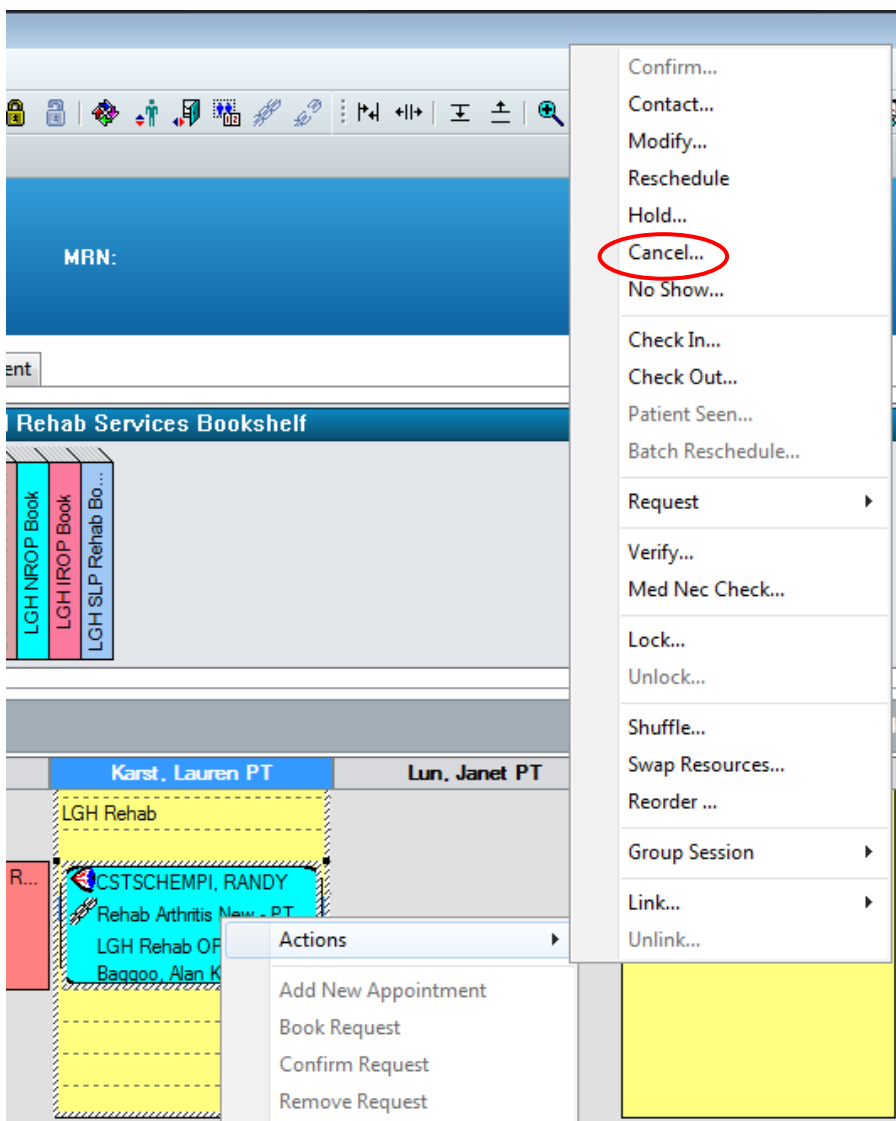 Confirm...
Contact...
Modify...
Reschedule
Hold...
Cancel...
No Show...
Check In...
Check Out...
Patient Seen...
Batch Reschedule...
Request
Verify...
Med Nec Check...
Lock...
Unlock...
Shuffle...
Swap Resources...
Reorder ...
Group Session
Link...
Unlink...
MRN:
ent
Rehab Services Bookshelf
LGH NROP Book
LGH IROP Book
LGH SLP Rehab Bo...
Karst, Lauren PT
Lun, Janet PT
LGH Rehab
R...
CSTSCHEMPI, RANDY
Rehab Arthritis New - PT
LGH Rehab OP
Baggoo, Alan K
Actions
Add New Appointment
Book Request
Confirm Request
Remove Request